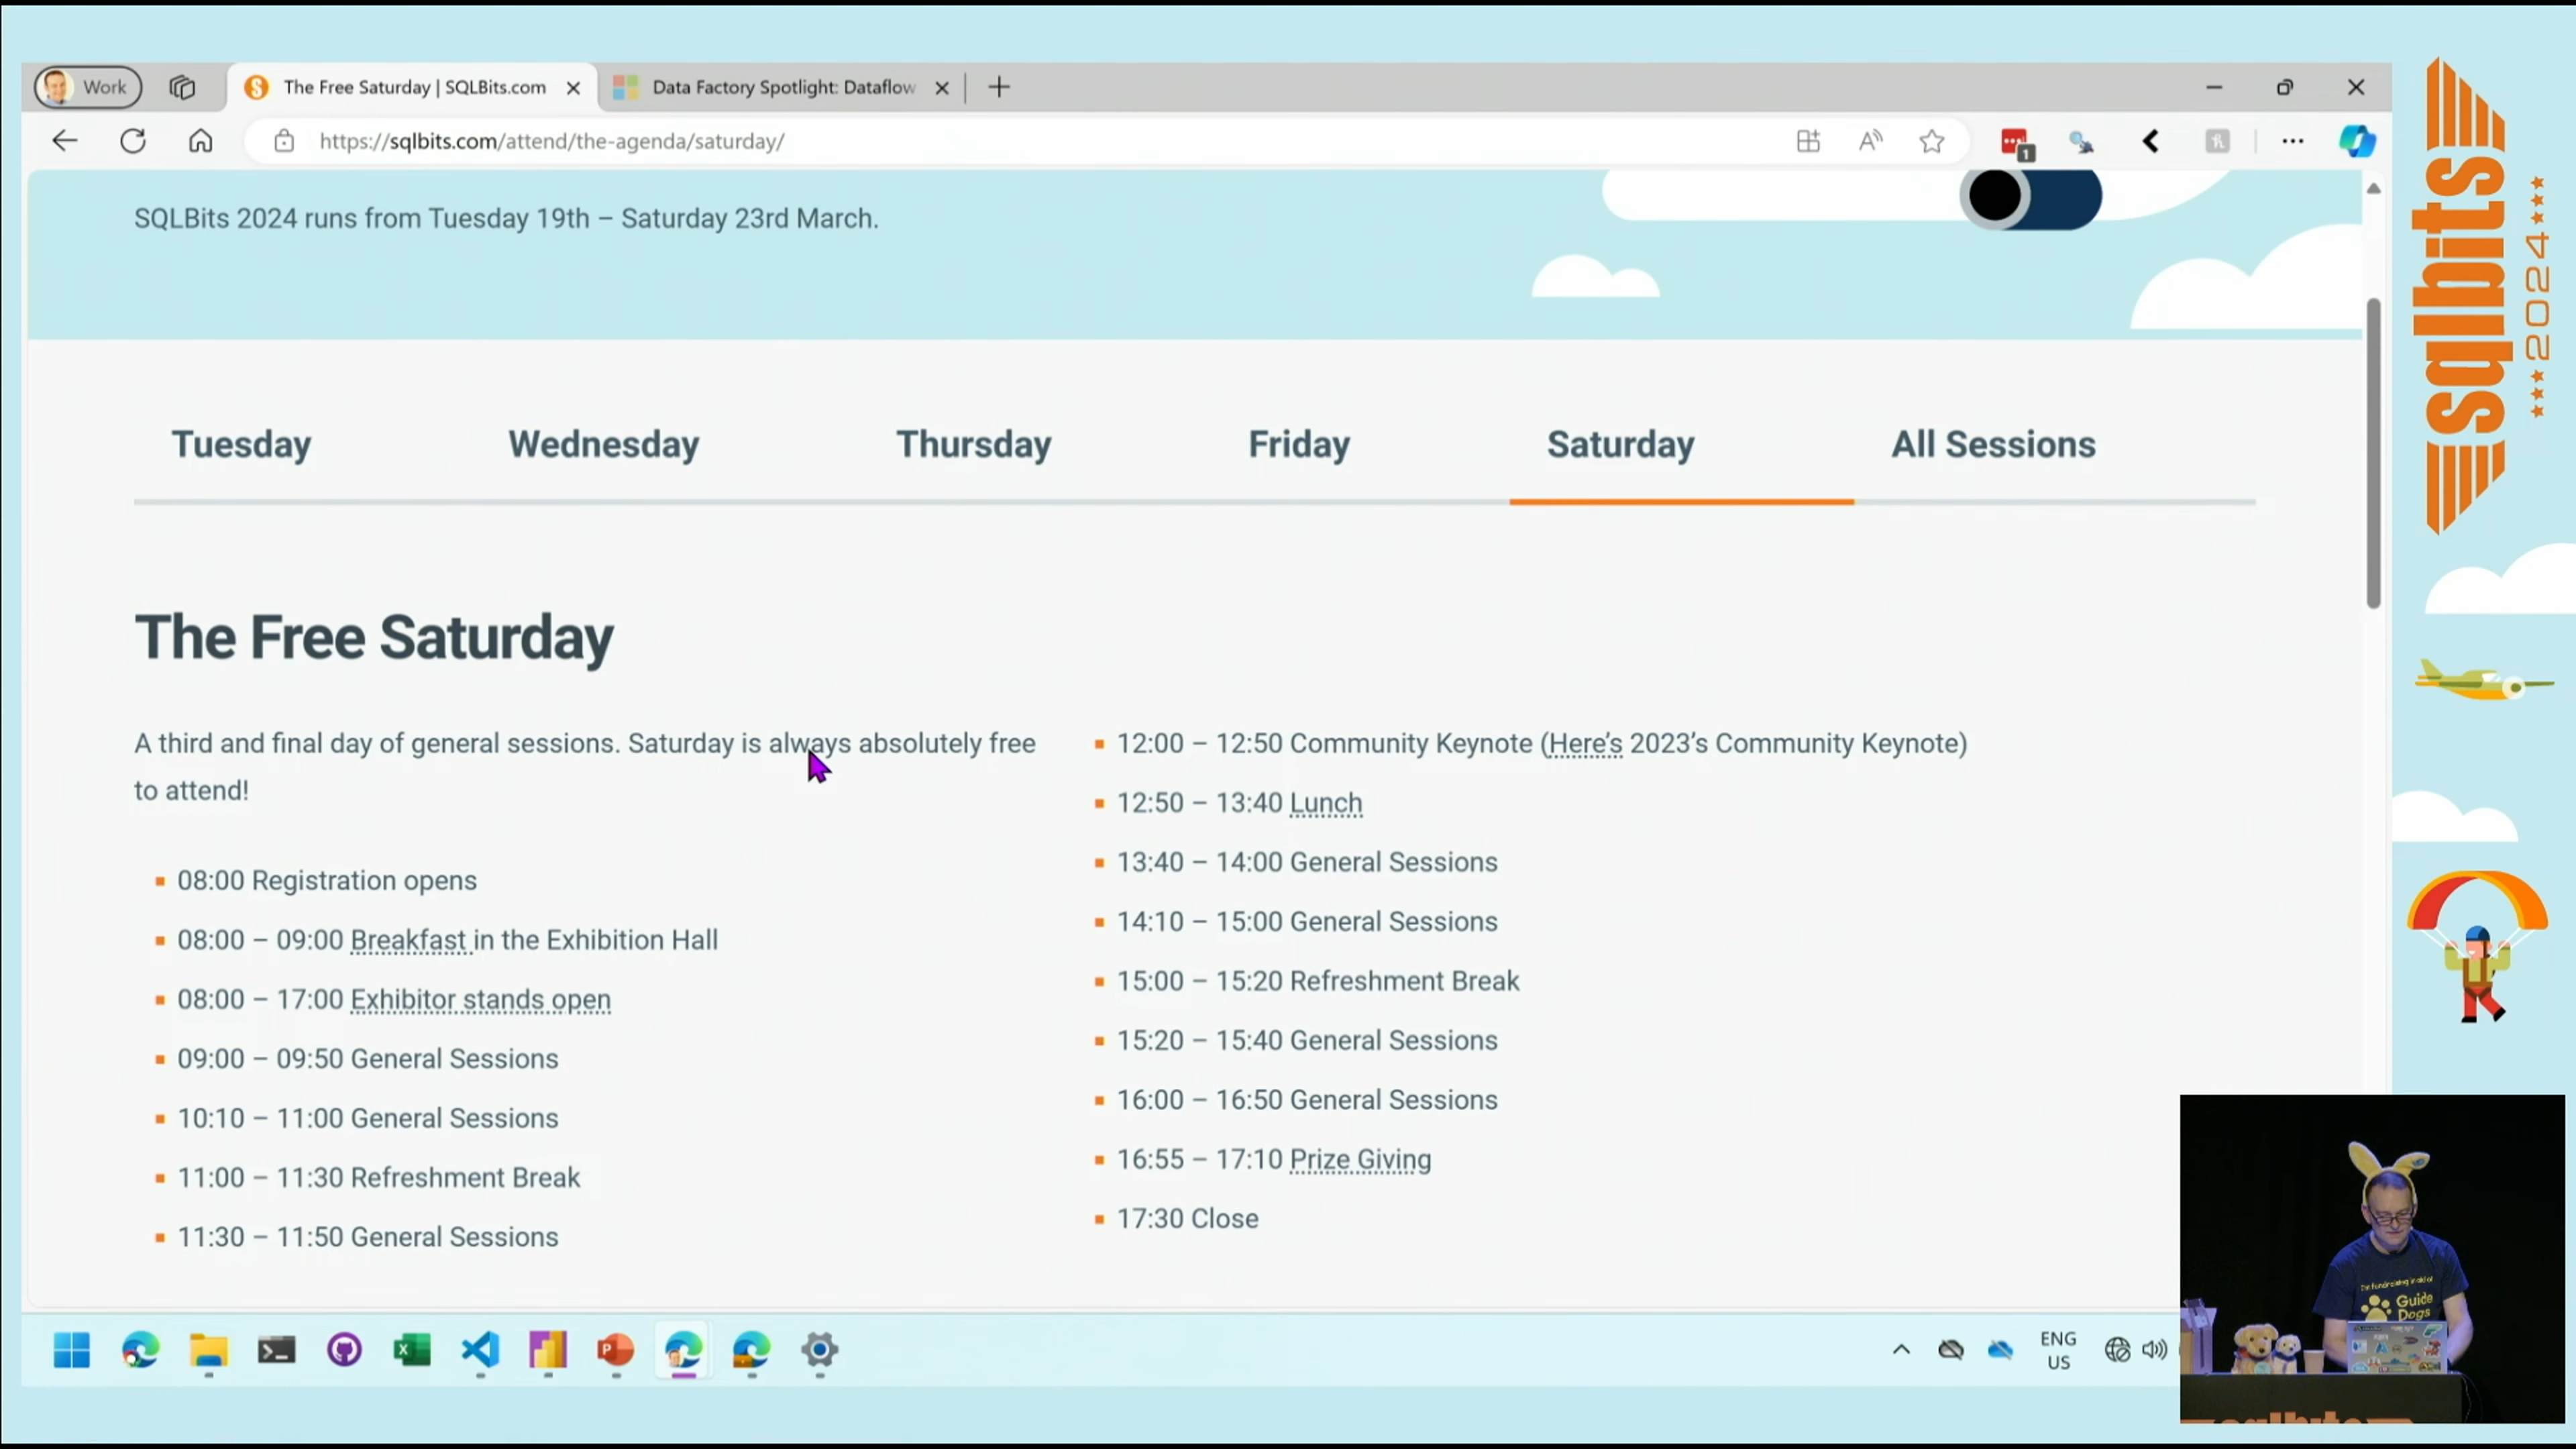 Work
The Free Saturday | SQLBits.com
Data Factory Spotlight: Dataflow
https://sqlbits.com/attend/the-agenda/saturday/
1
SQLBits 2024 runs from Tuesday 19th – Saturday 23rd March.
Tuesday
Wednesday
Thursday
Friday
Saturday
All Sessions
The Free Saturday
A third and final day of general sessions. Saturday is always absolutely free
to attend!
08:00 Registration opens
08:00 – 09:00 Breakfast in the Exhibition Hall
08:00 – 17:00 Exhibitor stands open
09:00 – 09:50 General Sessions
10:10 – 11:00 General Sessions
11:00 – 11:30 Refreshment Break
11:30 – 11:50 General Sessions
12:00 – 12:50 Community Keynote (Here's 2023's Community Keynote)
12:50 – 13:40 Lunch
13:40 – 14:00 General Sessions
14:10 – 15:00 General Sessions
15:00 – 15:20 Refreshment Break
15:20 – 15:40 General Sessions
16:00 – 16:50 General Sessions
16:55 – 17:10 Prize Giving
17:30 Close
ENG
US
sqlbits
2024
I'm fundraising in aid of
Guide
Dogs
sqlbits